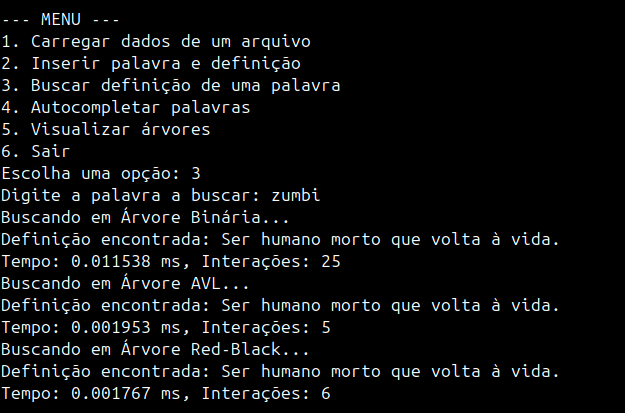 --- MENU ---
1. Carregar dados de um arquivo
2. Inserir palavra e definição
3. Buscar definição de uma palavra
4. Autocompletar palavras
5. Visualizar árvores
6. Sair
Escolha uma opção: 3
Digite a palavra a buscar: zumbi
Buscando em Árvore Binária...
Definição encontrada: Ser humano morto que volta à vida.
Tempo: 0.011538 ms, Interações: 25
Buscando em Árvore AVL...
Definição encontrada: Ser humano morto que volta à vida.
Tempo: 0.001953 ms, Interações: 5
Buscando em Árvore Red-Black...
Definição encontrada: Ser humano morto que volta à vida.
Tempo: 0.001767 ms, Interações: 6